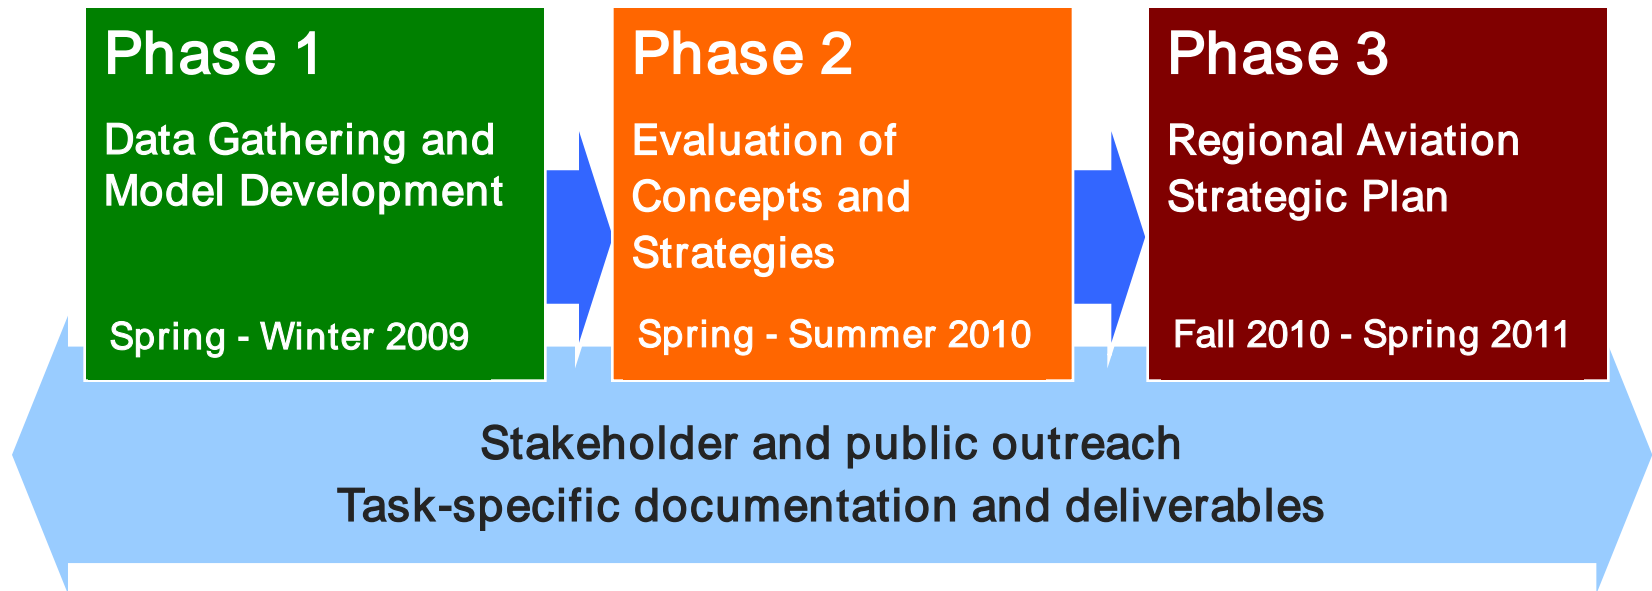 Phase 1
Data Gathering and
Model Development
Spring - Winter 2009
Phase 2
Evaluation of
Concepts and
Strategies
Spring - Summer 2010
Phase 3
Regional Aviation
Strategic Plan
Fall 2010 - Spring 2011
Stakeholder and public outreach
Task-specific documentation and deliverables